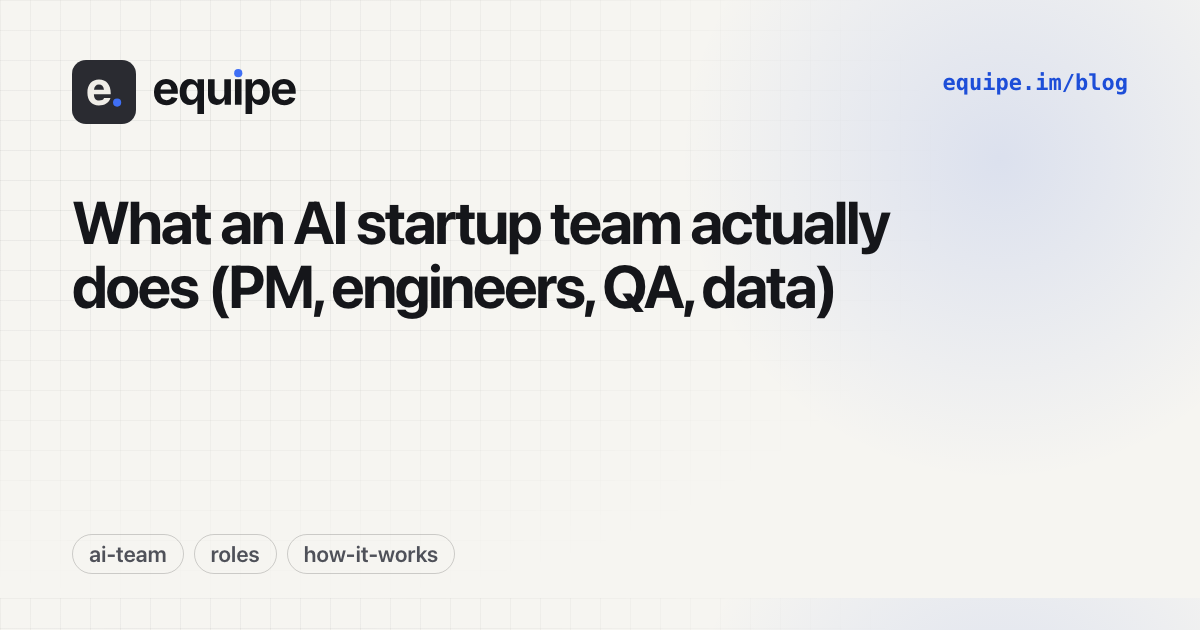 e.
equipe
equipe.im/blog
What an AI startup team actually
does (PM, engineers, QA, data)
ai-team
roles
how-it-works